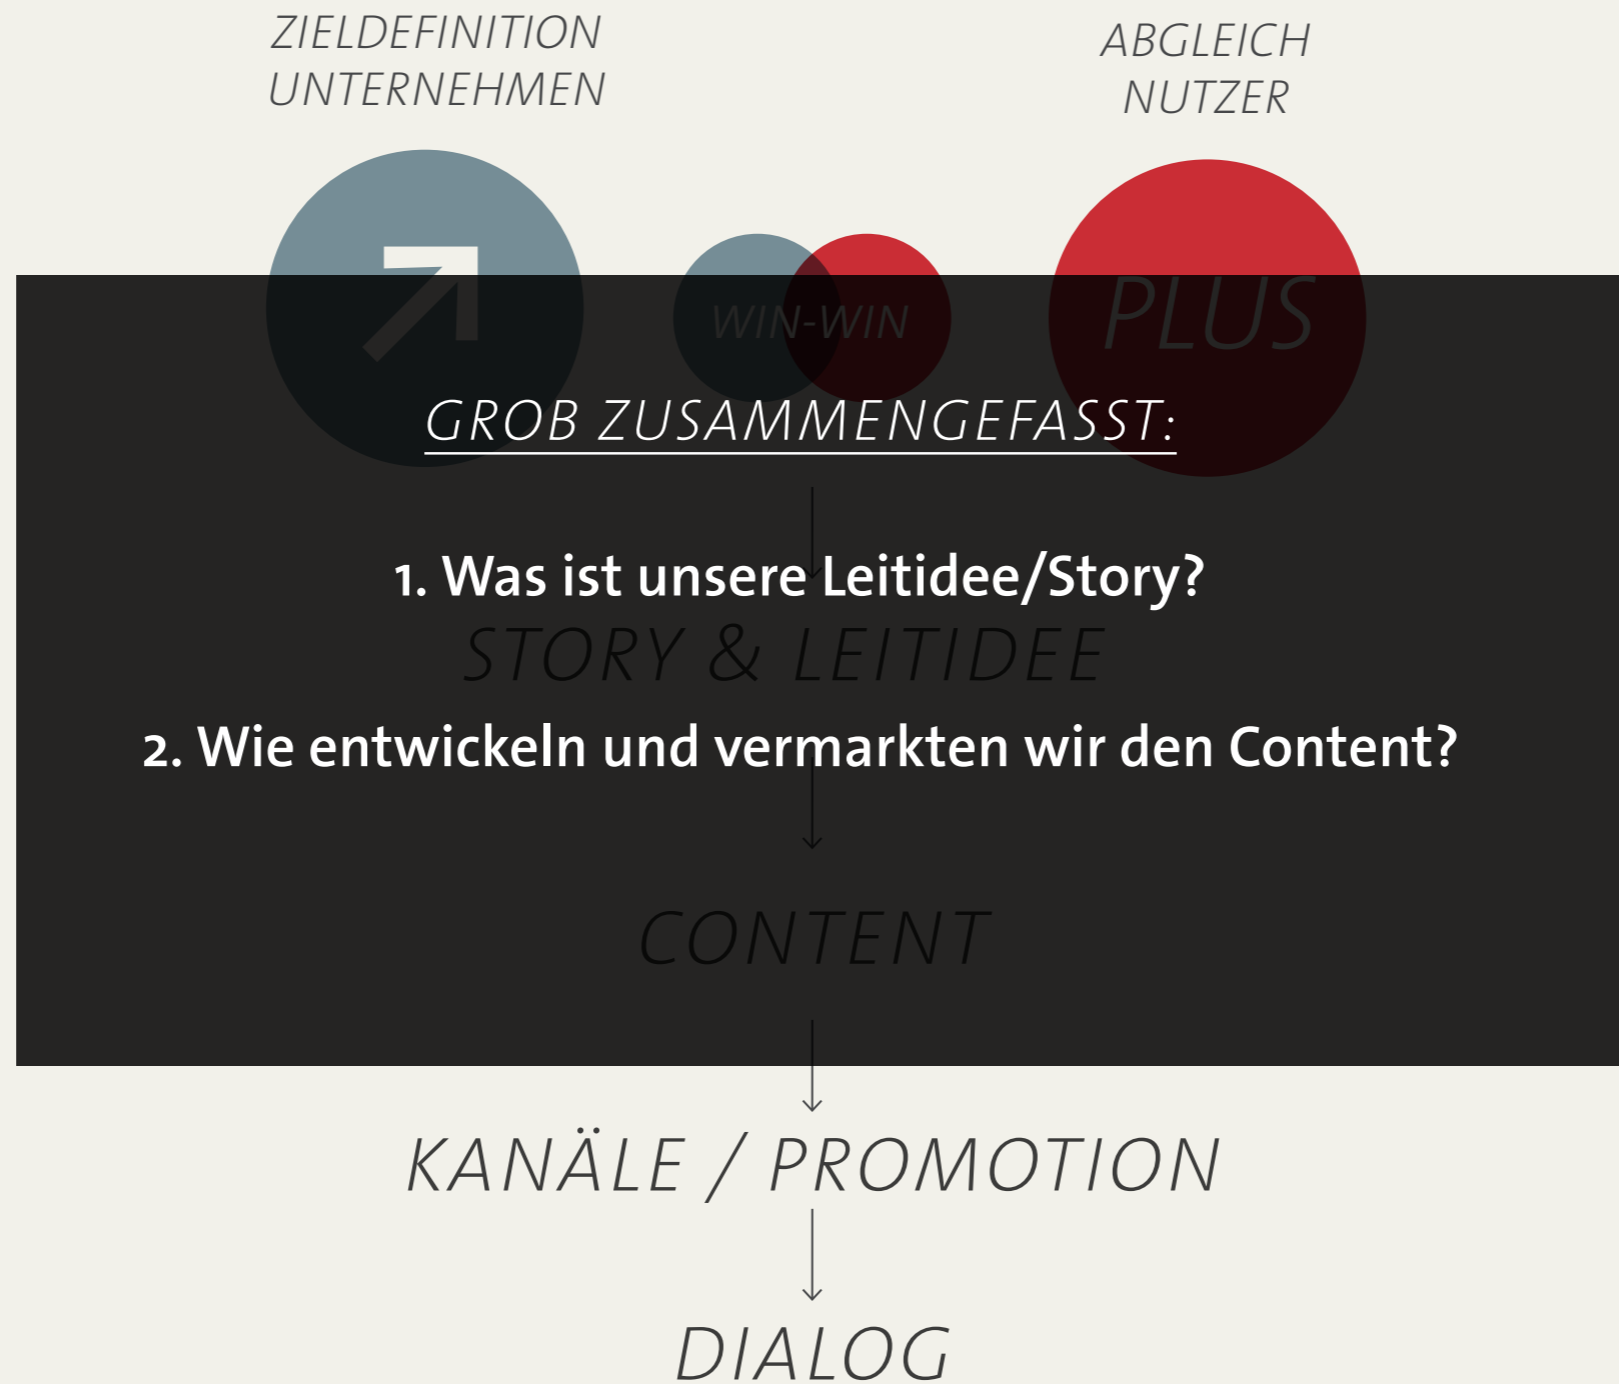 ZIELDEFINITION
UNTERNEHMEN
ABGLEICH
NUTZER
WIN-WIN
PLUS
GROB ZUSAMMENGEFASST:
1. Was ist unsere Leitidee/Story?
STORY & LEITIDEE
2. Wie entwickeln und vermarkten wir den Content?
CONTENT
KANÄLE / PROMOTION
DIALOG